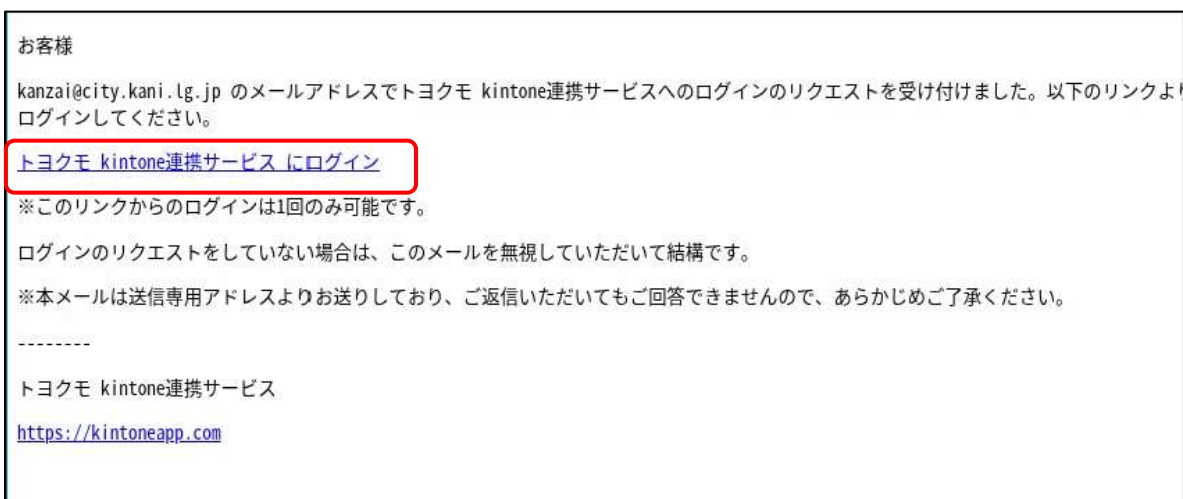 お客様
kanzai@city.kani.lg.jp のメールアドレスでトヨクモ kintone連携サービスへのログインのリクエストを受け付けました。以下のリンクより
ログインしてください。
トヨクモ kintone連携サービス にログイン
※このリンクからのログインは1回のみ可能です。
ログインのリクエストをしていない場合は、このメールを無視していただいて結構です。
※本メールは送信専用アドレスよりお送りしており、ご返信いただいてもご回答できませんので、あらかじめご了承ください。
--------
トヨクモ kintone連携サービス
https://kintoneapp.com